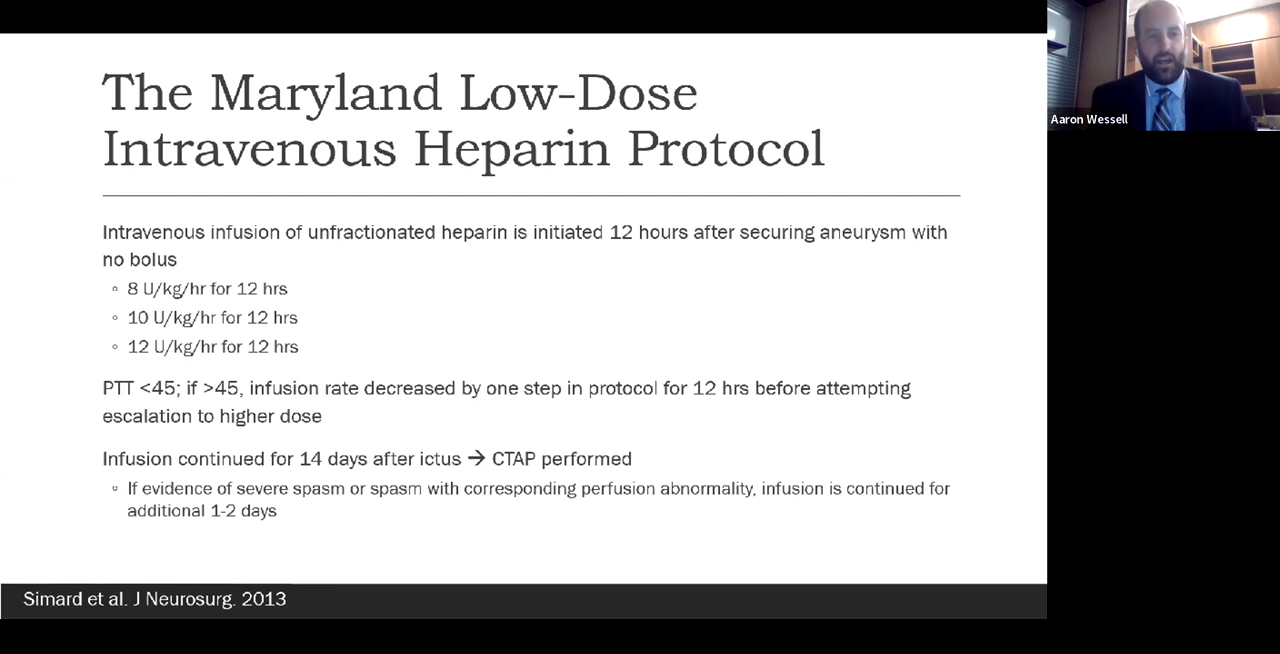 The Maryland Low-Dose
Intravenous Heparin Protocol
Intravenous infusion of unfractionated heparin is initiated 12 hours after securing aneurysm with
no bolus
◦ 8 U/kg/hr for 12 hrs
◦ 10 U/kg/hr for 12 hrs
◦ 12 U/kg/hr for 12 hrs
PTT <45; if >45, infusion rate decreased by one step in protocol for 12 hrs before attempting
escalation to higher dose
Infusion continued for 14 days after ictus → CTAP performed
◦ If evidence of severe spasm or spasm with corresponding perfusion abnormality, infusion is continued for
additional 1-2 days
Simard et al. J Neurosurg. 2013
Aaron Wessell